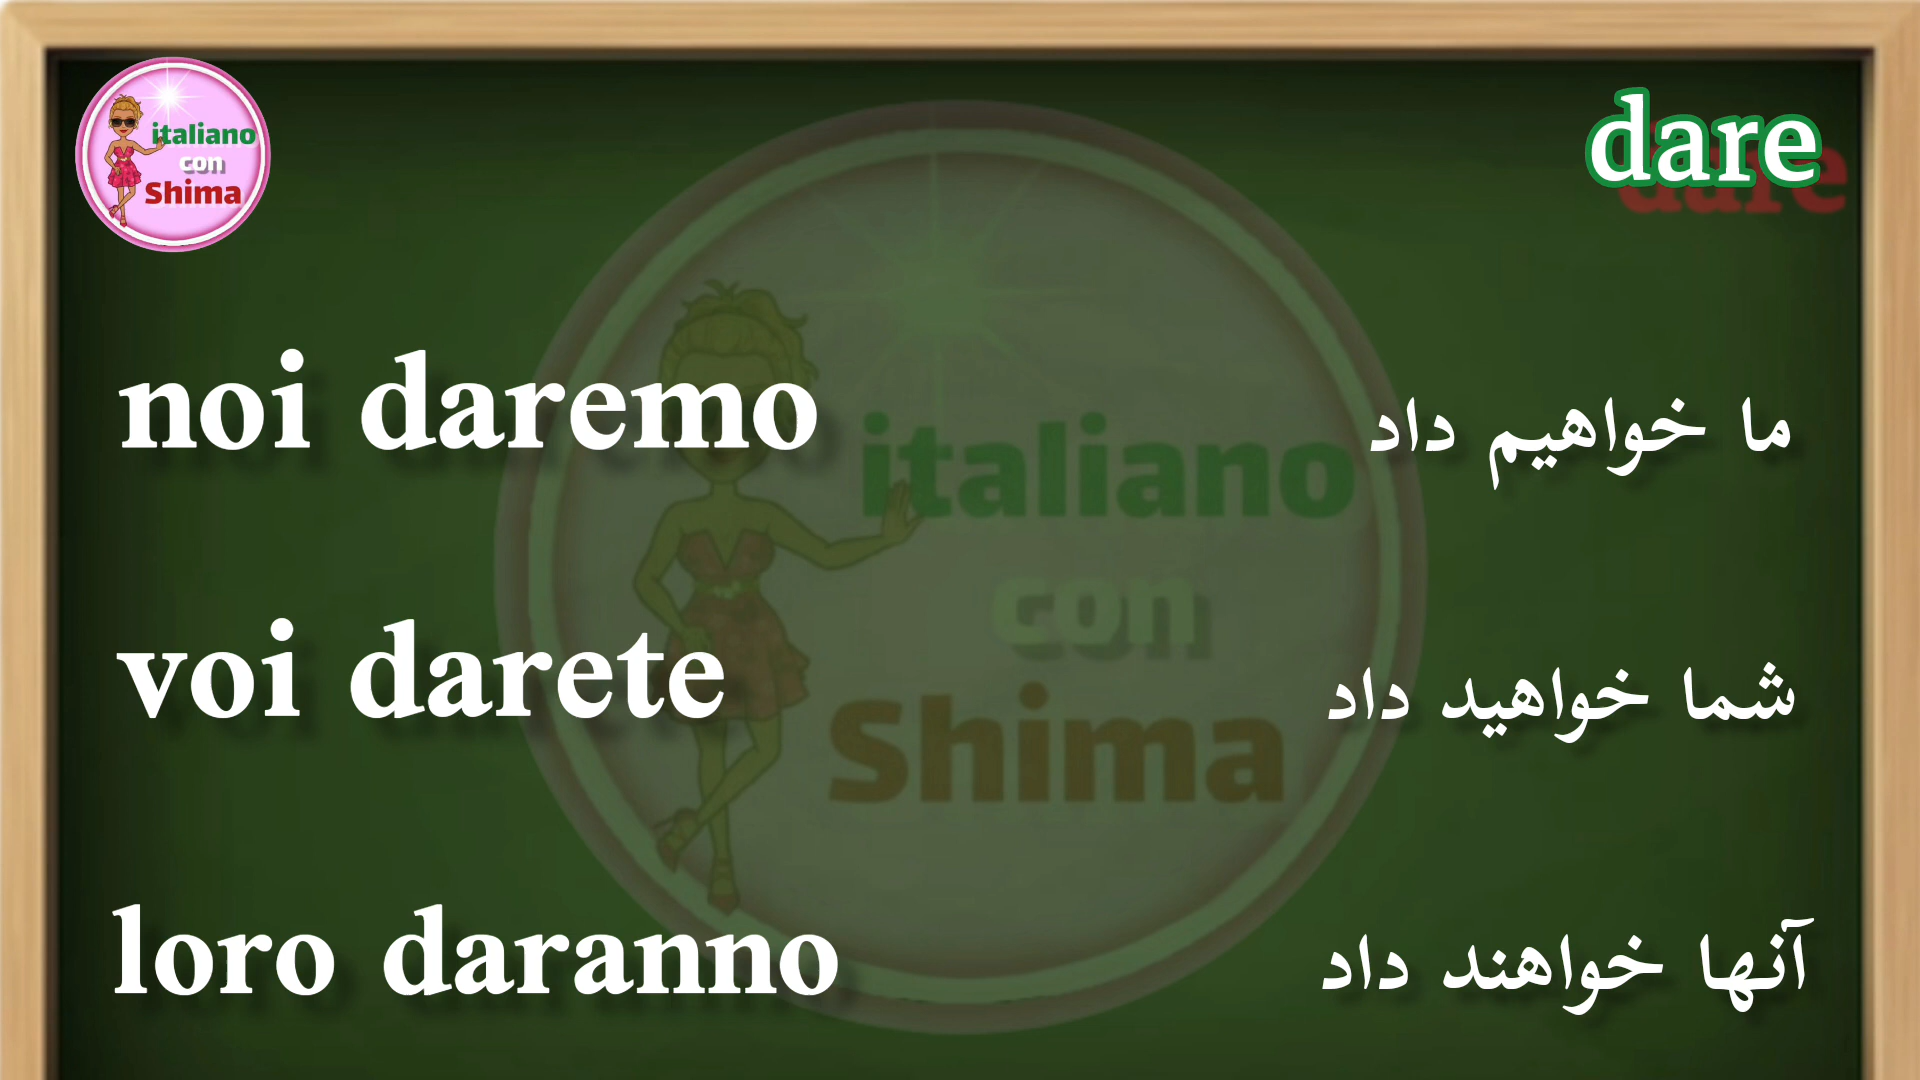 italiano
con
Shima
dare
noi daremo ما خواهیم داد
voi darete شما خواهید داد
loro daranno آنها خواهند داد
italiano
con
Shima